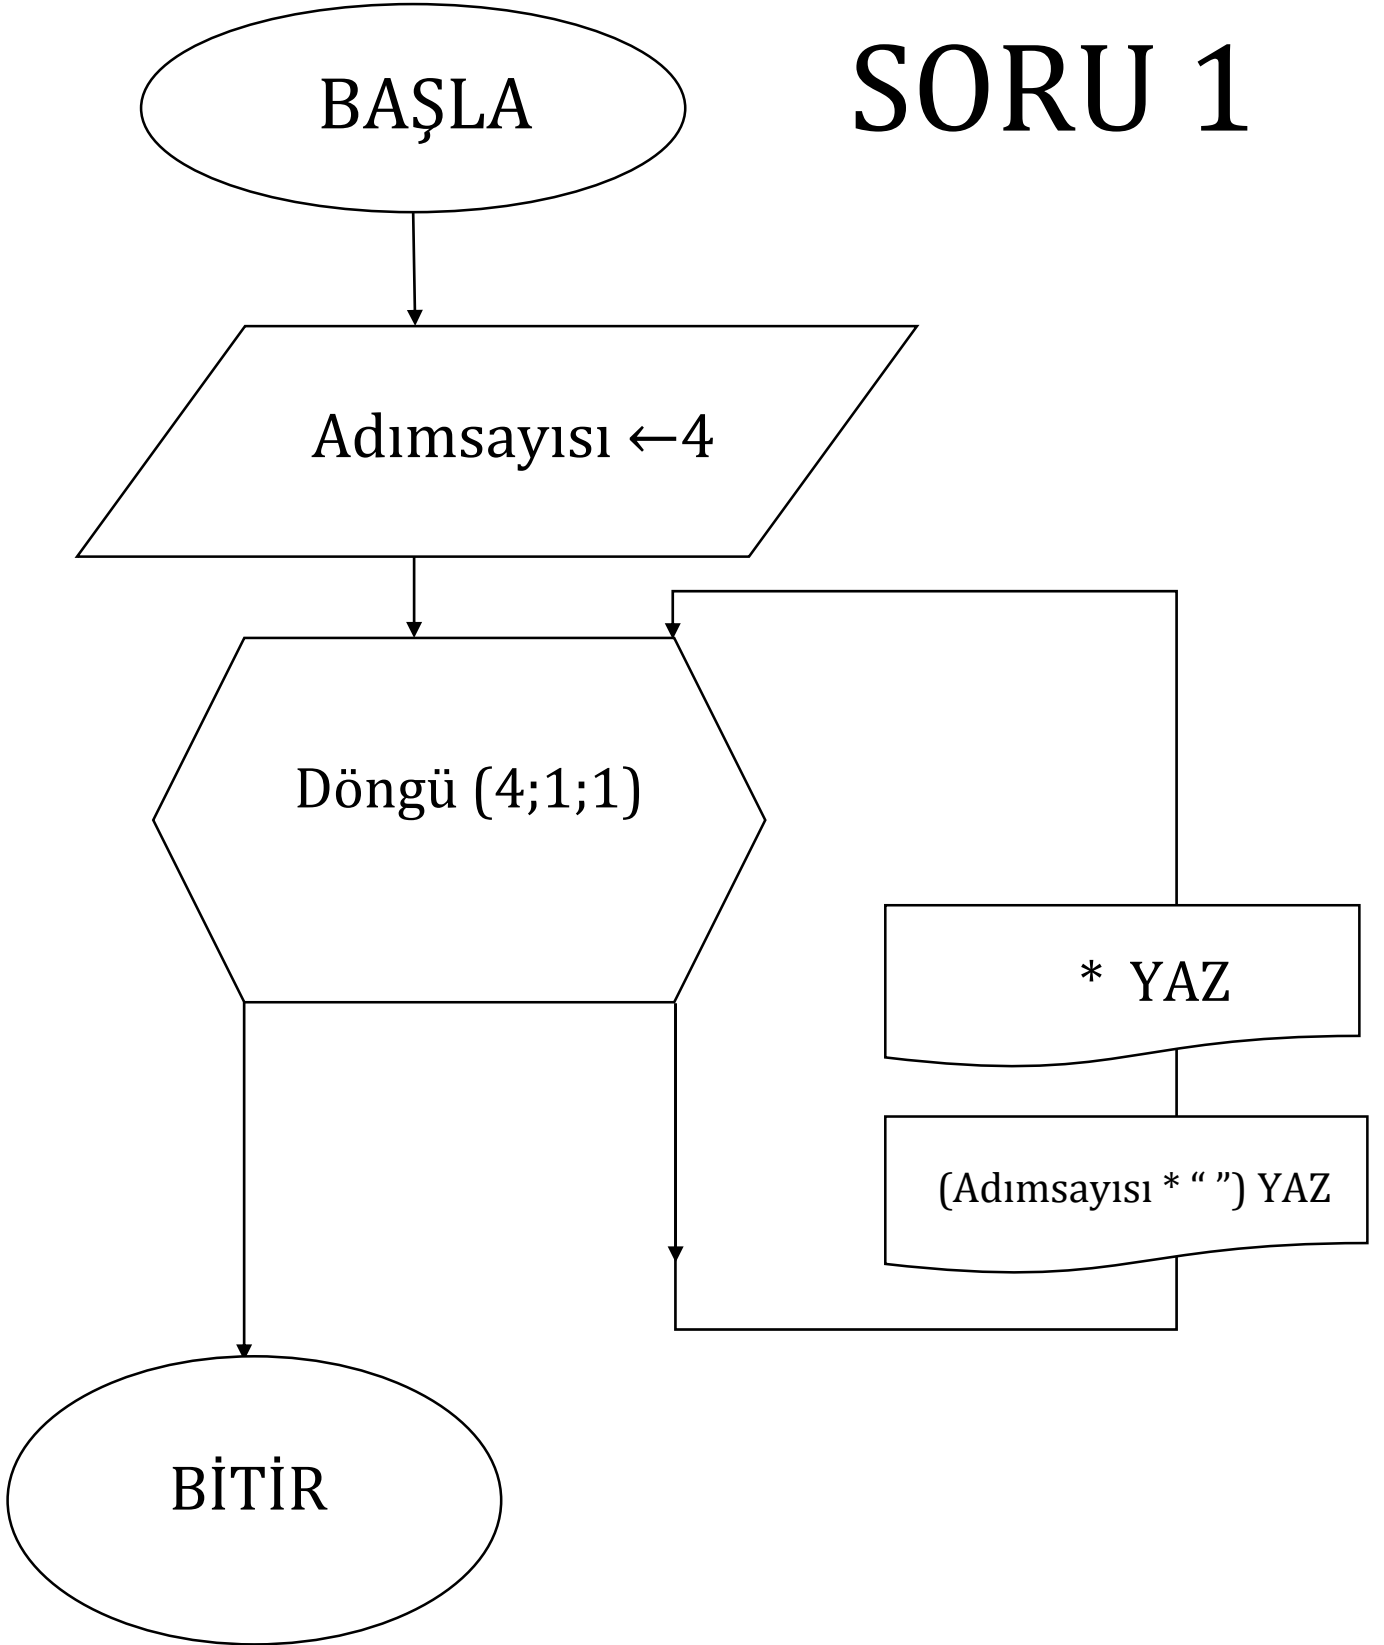 BAŞLA
SORU 1
Adımsayısı ←4
Döngü (4;1;1)
* YAZ
(Adımsayısı * “ ”) YAZ
BİTİR